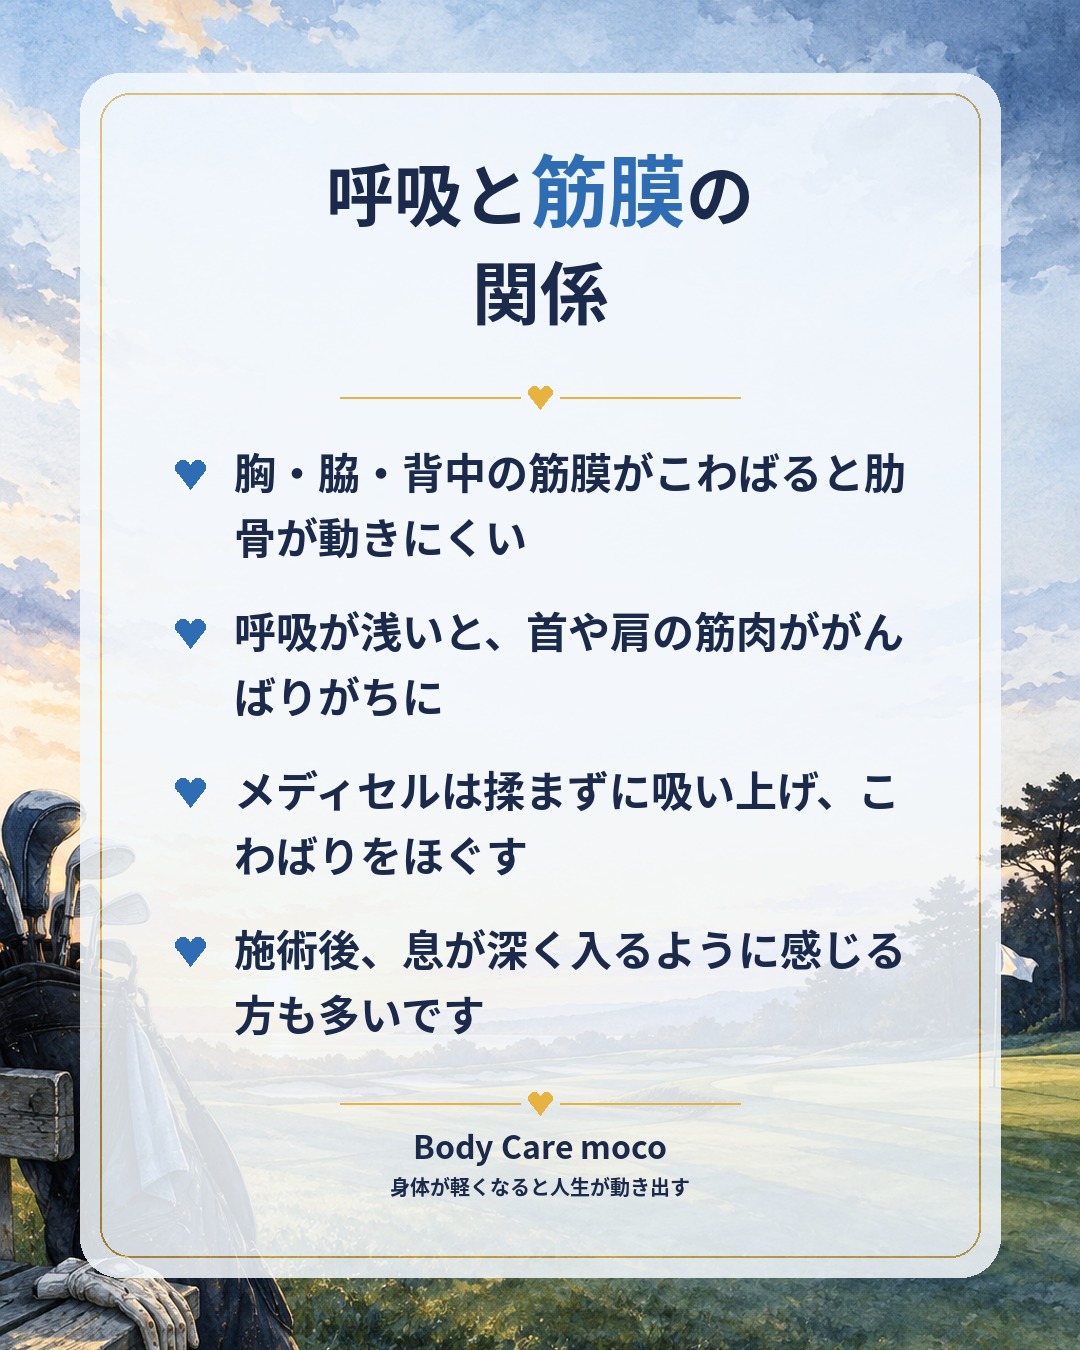 呼吸と筋膜の
関係
胸・脇・背中の筋膜がこわばると肋
骨が動きにくい
呼吸が浅いと、首や肩の筋肉ががん
ばりがちに
メディセルは揉まずに吸い上げ、こ
わばりをほぐす
施術後、息が深く入るように感じる
方も多いです
Body Care moco
身体が軽くなると人生が動き出す